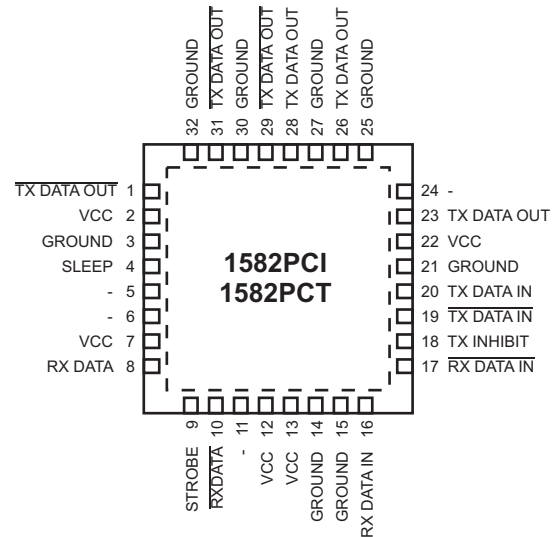 32 GROUND
31 TX DATA OUT
30 GROUND
29 TX DATA OUT
28 TX DATA OUT
27 GROUND
26 TX DATA OUT
25 GROUND
TX DATA OUT 1
VCC 2
GROUND 3
SLEEP 4
- 5
- 6
VCC 7
RX DATA 8
1582PCI
1582PCT
24 -
23 TX DATA OUT
22 VCC
21 GROUND
20 TX DATA IN
19 TX DATA IN
18 TX INHIBIT
17 RX DATA IN
STROBE 9
RXDATA 10
- 11
VCC 12
VCC 13
GROUND 14
GROUND 15
RX DATA IN 16